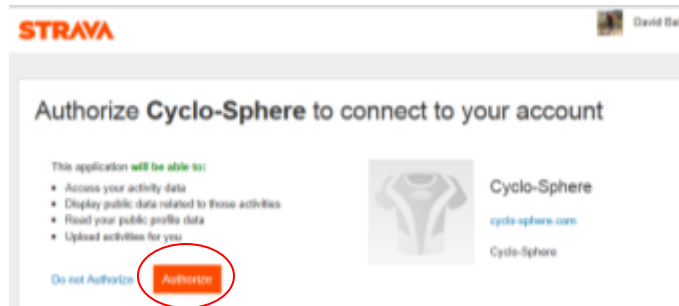 STRAVA
David Ba
Authorize Cyclo-Sphere to connect to your account
This application will be able to:
Access your activity data
Display public data related to those activities
Read your public profile data
Upload activities for you
Do not Authorize
Authorize
Cyclo-Sphere
cyclo-sphere.com
Cyclo-Sphere